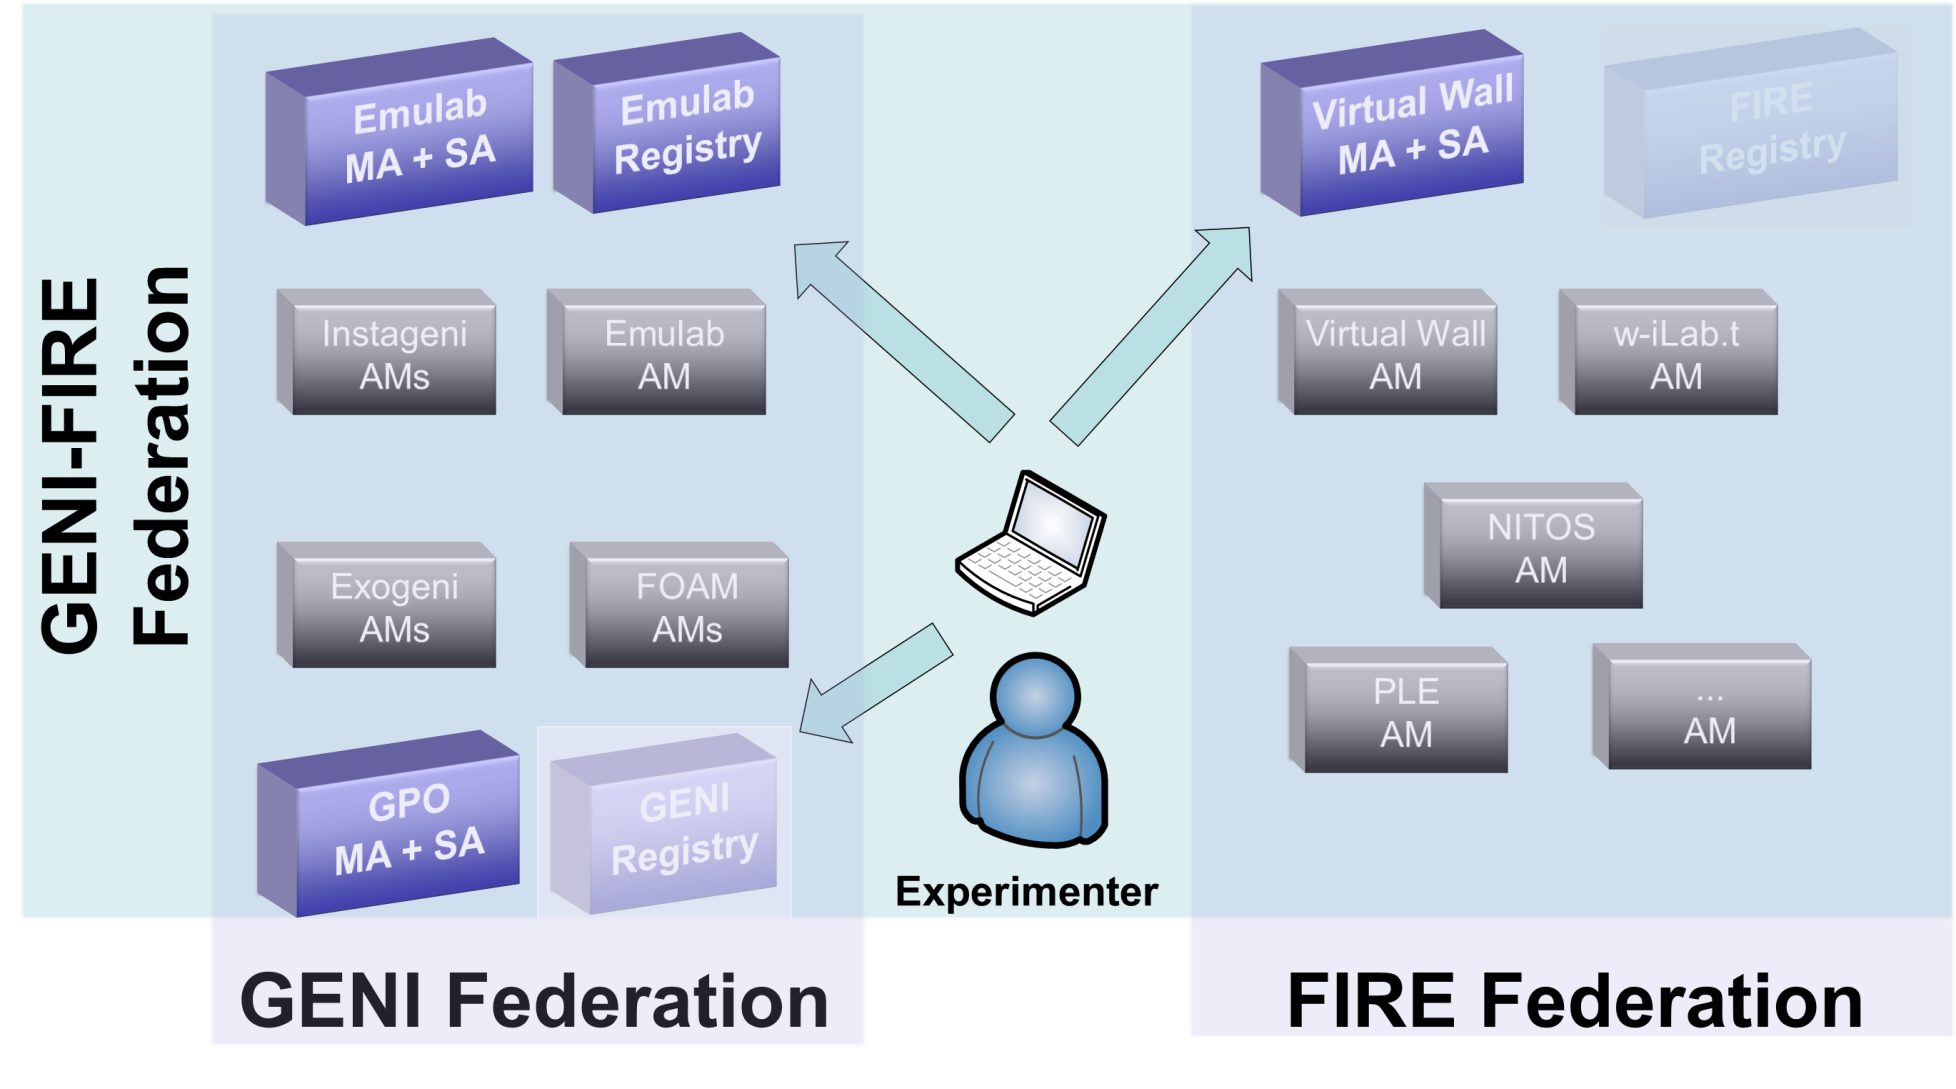 GENI-FIRE
Federation
Emulab
MA + SA
Emulab
Registry
Instageni
AMs
Emulab
AM
Exogeni
AMs
FOAM
AMs
GPO
MA + SA
GENI
Registry
GENI Federation
Experimenter
Virtual Wall
MA + SA
FIRE
Registry
Virtual Wall
AM
w-iLab.t
AM
NITOS
AM
PLE
AM
...
AM
FIRE Federation